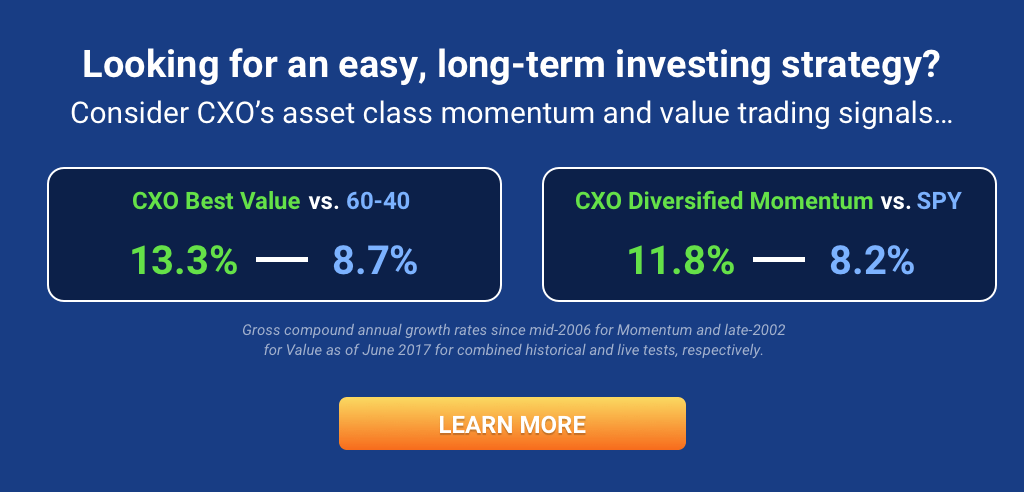 Looking for an easy, long-term investing strategy?
Consider CXO’s asset class momentum and value trading signals...
CXO Best Value vs. 60-40
13.3% — 8.7%
CXO Diversified Momentum vs. SPY
11.8% — 8.2%
Gross compound annual growth rates since mid-2006 for Momentum and late-2002
for Value as of June 2017 for combined historical and live tests, respectively.
LEARN MORE